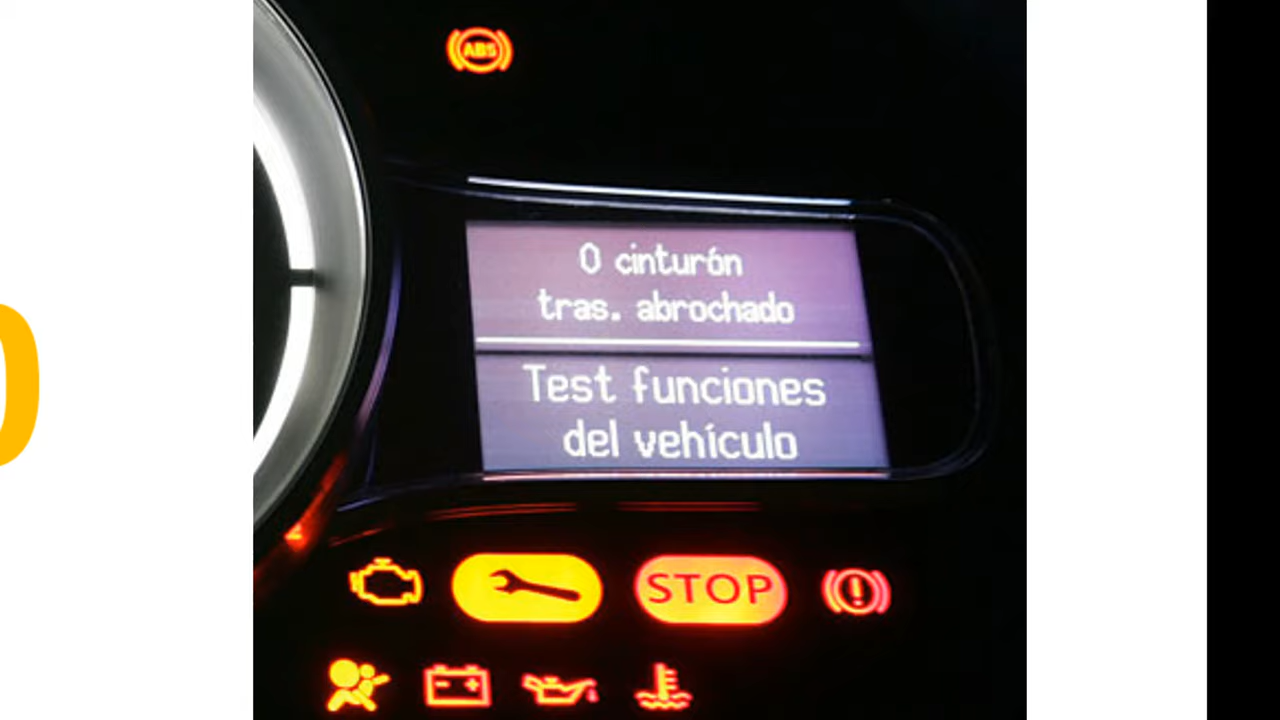 ABS
0 cinturón
tras. abrochado
Test funciones
del vehículo
STOP